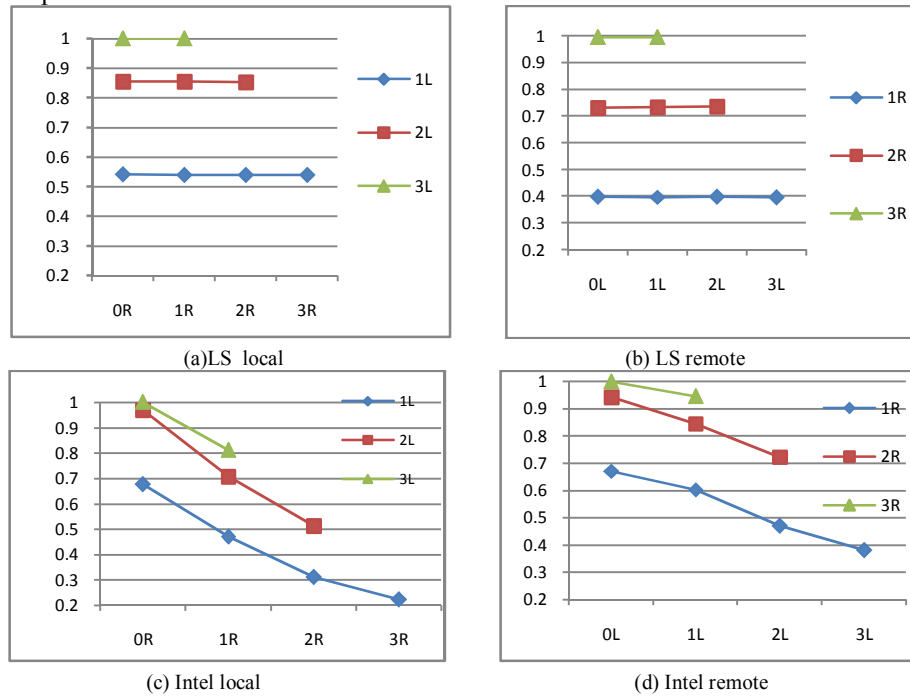 1
0.9
0.8
0.7
0.6
0.5
0.4
0.3
0.2
0R 1R 2R 3R
1L
2L
3L
(a)LS local
1
0.9
0.8
0.7
0.6
0.5
0.4
0.3
0.2
0L 1L 2L 3L
1R
2R
3R
(b) LS remote
1
0.9
0.8
0.7
0.6
0.5
0.4
0.3
0.2
0R 1R 2R 3R
1L
2L
3L
(c) Intel local
1
0.9
0.8
0.7
0.6
0.5
0.4
0.3
0.2
0L 1L 2L 3L
1R
2R
3R
(d) Intel remote